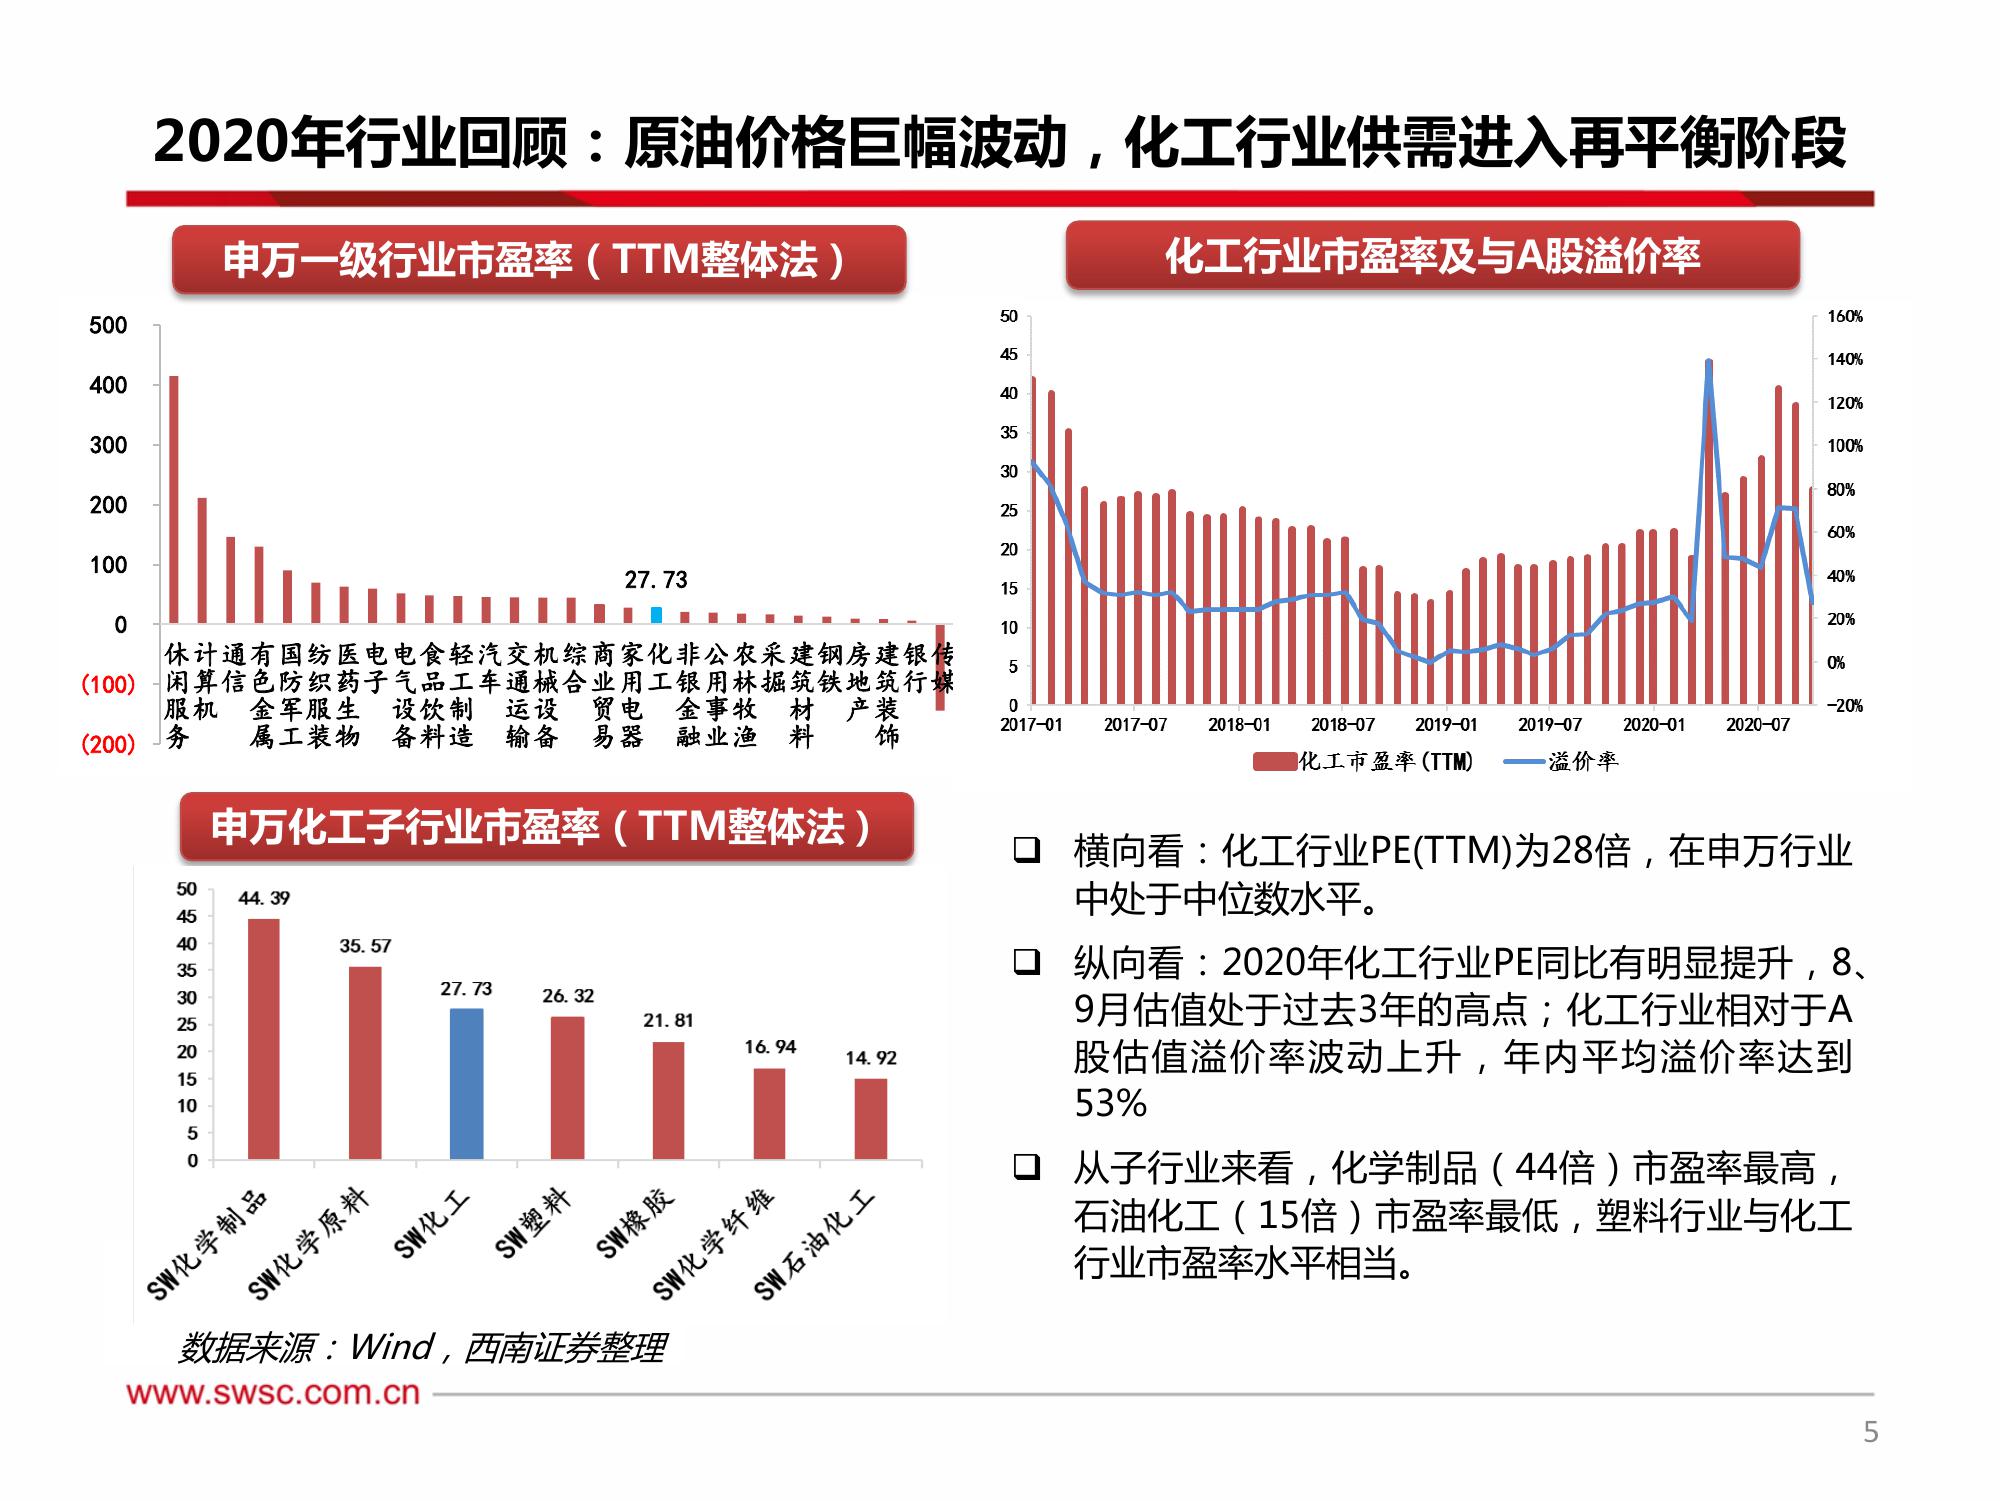 2020年行业回顾：原油价格巨幅波动，化工行业供需进入再平衡阶段
申万一级行业市盈率（TTM整体法）
500
400
300
200
100
0
(100)
(200)
27.73
休闲服务
计算机
通信
有色金属
国防军工
纺织服装
医药生物
电子
电气设备
食品饮料
轻工制造
汽车
交通运输
机械设备
综合
商业贸易
家用电器
化工
非银金融
公用事业
农林牧渔
采掘
建筑材料
钢铁
房地产
建筑装饰
银行
传媒
化工行业市盈率及与A股溢价率
50
45
40
35
30
25
20
15
10
5
0
160%
140%
120%
100%
80%
60%
40%
20%
0%
-20%
2017-01 2017-07 2018-01 2018-07 2019-01 2019-07 2020-01 2020-07
化工市盈率(TTM) 溢价率
申万化工子行业市盈率（TTM整体法）
50
45
40
35
30
25
20
15
10
5
0
44.39
35.57
27.73
26.32
21.81
16.94
14.92
SW化学制品
SW化学原料
SW化工
SW塑料
SW橡胶
SW化学纤维
SW石油化工
❑ 横向看：化工行业PE(TTM)为28倍，在申万行业
中处于中位数水平。
❑ 纵向看：2020年化工行业PE同比有明显提升，8、
9月估值处于过去3年的高点；化工行业相对于A
股估值溢价率波动上升，年内平均溢价率达到
53%
❑ 从子行业来看，化学制品（44倍）市盈率最高，
石油化工（15倍）市盈率最低，塑料行业与化工
行业市盈率水平相当。
数据来源：Wind，西南证券整理
www.swsc.com.cn
5